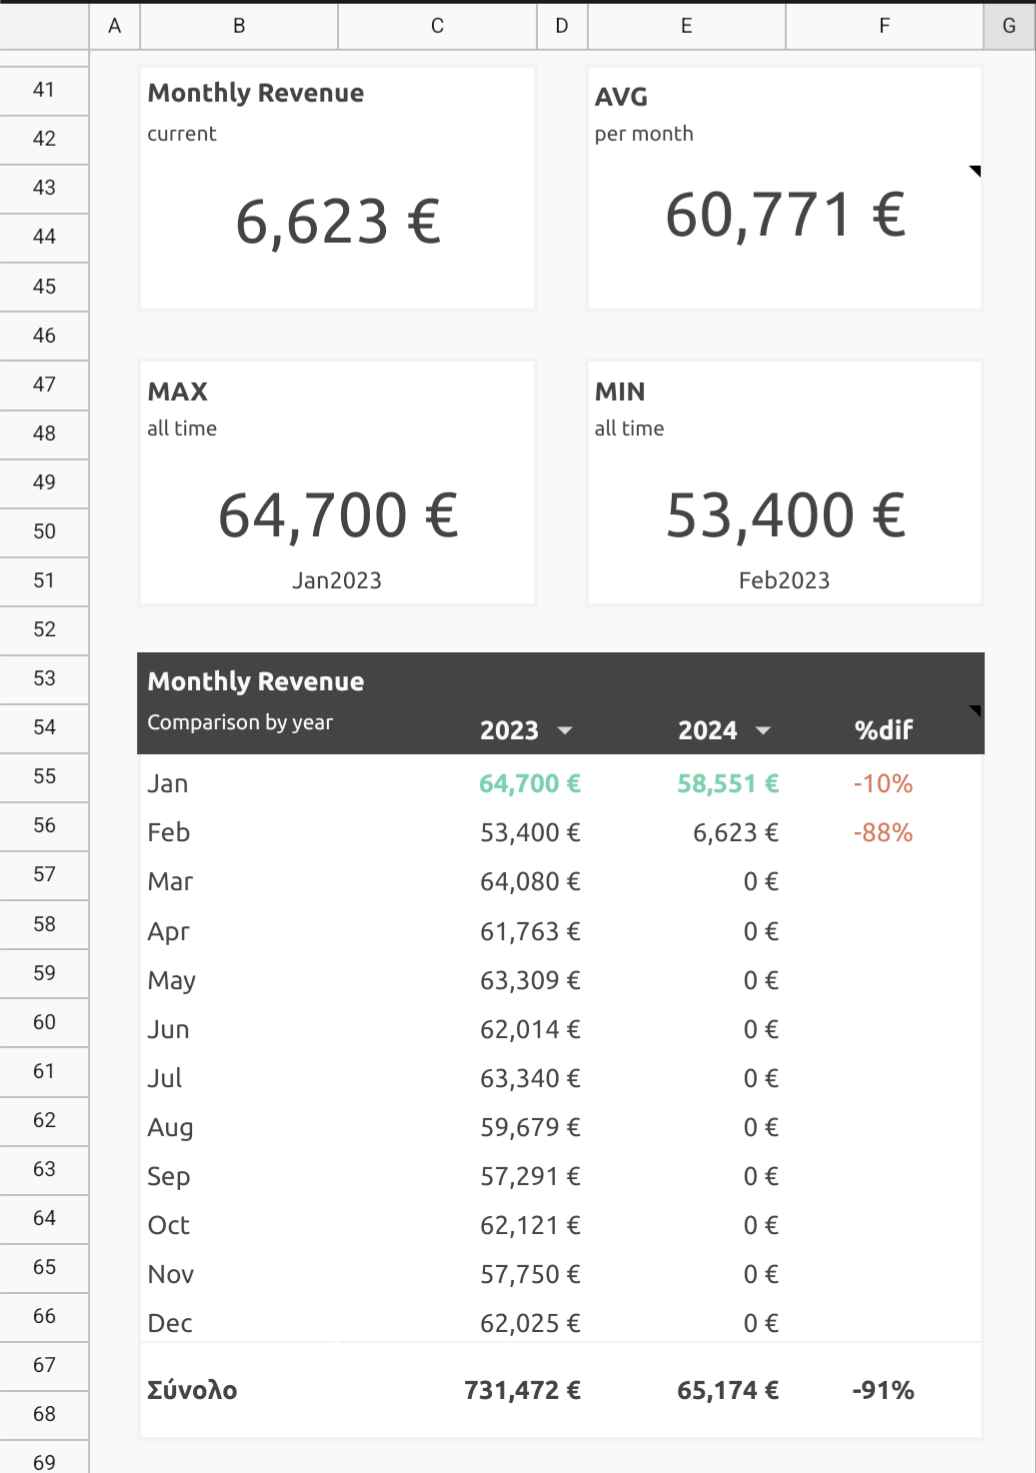 A B C D E F G
41 Monthly Revenue AVG
42 current per month
43
44 6,623 € 60,771 €
45
46
47 MAX MIN
48 all time all time
49
50 64,700 € 53,400 €
51 Jan2023 Feb2023
52
53 Monthly Revenue
54 Comparison by year 2023 2024 %dif
55 Jan 64,700 € 58,551 € -10%
56 Feb 53,400 € 6,623 € -88%
57 Mar 64,080 € 0 €
58 Apr 61,763 € 0 €
59 May 63,309 € 0 €
60 Jun 62,014 € 0 €
61 Jul 63,340 € 0 €
62 Aug 59,679 € 0 €
63 Sep 57,291 € 0 €
64 Oct 62,121 € 0 €
65 Nov 57,750 € 0 €
66 Dec 62,025 € 0 €
67
Σύνολο 731,472 € 65,174 € -91%
68
69